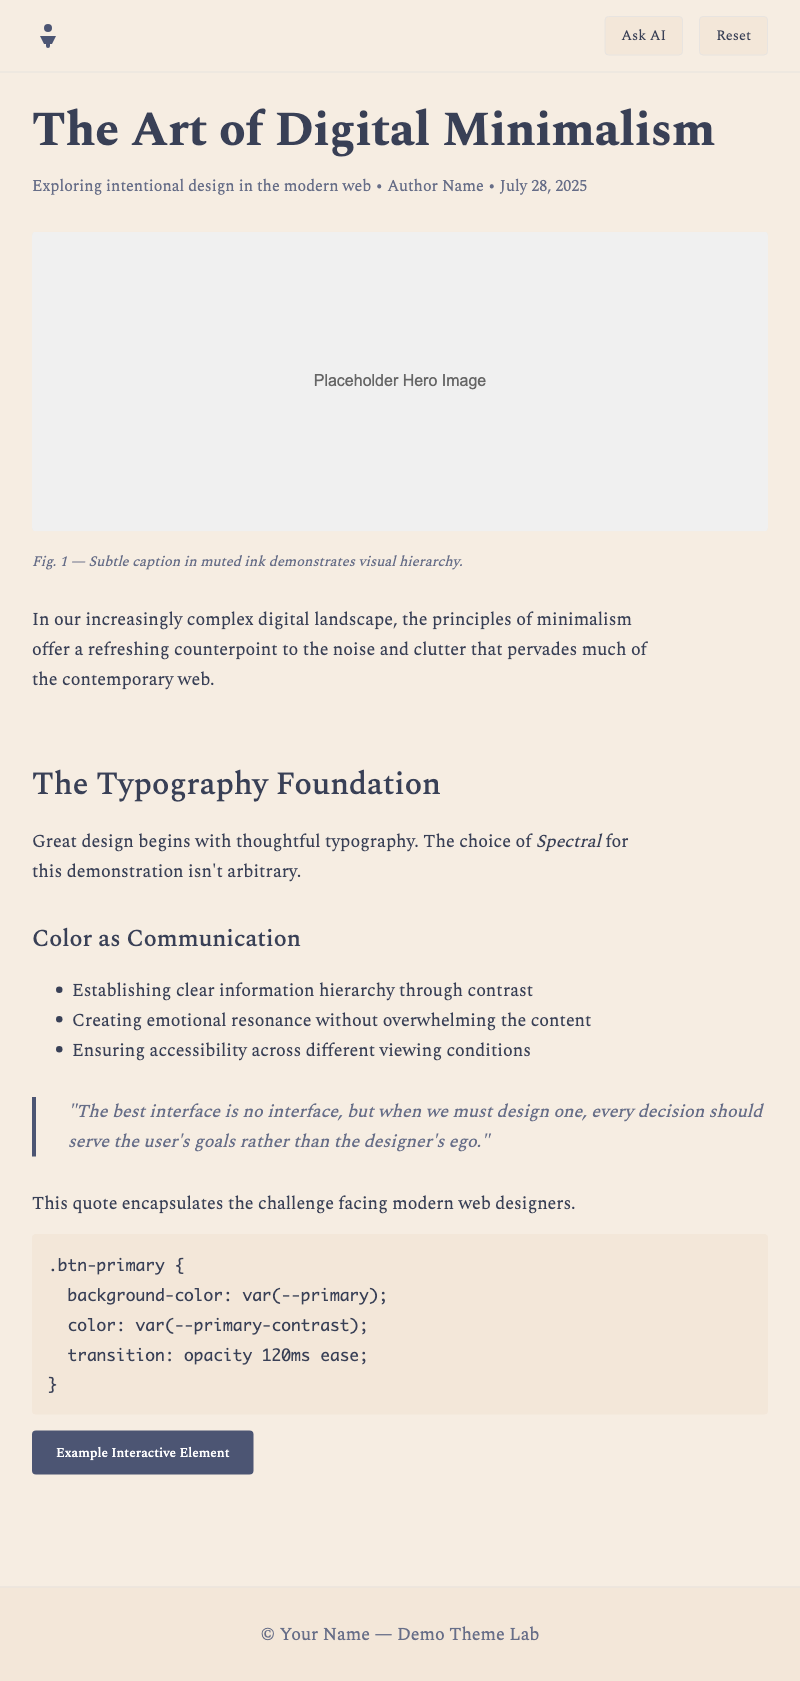 Ask AI
Reset
The Art of Digital Minimalism
Exploring intentional design in the modern web • Author Name • July 28, 2025
Placeholder Hero Image
Fig. 1 — Subtle caption in muted ink demonstrates visual hierarchy.
In our increasingly complex digital landscape, the principles of minimalism
offer a refreshing counterpoint to the noise and clutter that pervades much of
the contemporary web.
The Typography Foundation
Great design begins with thoughtful typography. The choice of Spectral for
this demonstration isn't arbitrary.
Color as Communication
• Establishing clear information hierarchy through contrast
• Creating emotional resonance without overwhelming the content
• Ensuring accessibility across different viewing conditions
"The best interface is no interface, but when we must design one, every decision should
serve the user's goals rather than the designer's ego."
This quote encapsulates the challenge facing modern web designers.
.btn-primary {
  background-color: var(--primary);
  color: var(--primary-contrast);
  transition: opacity 120ms ease;
}
Example Interactive Element
© Your Name — Demo Theme Lab